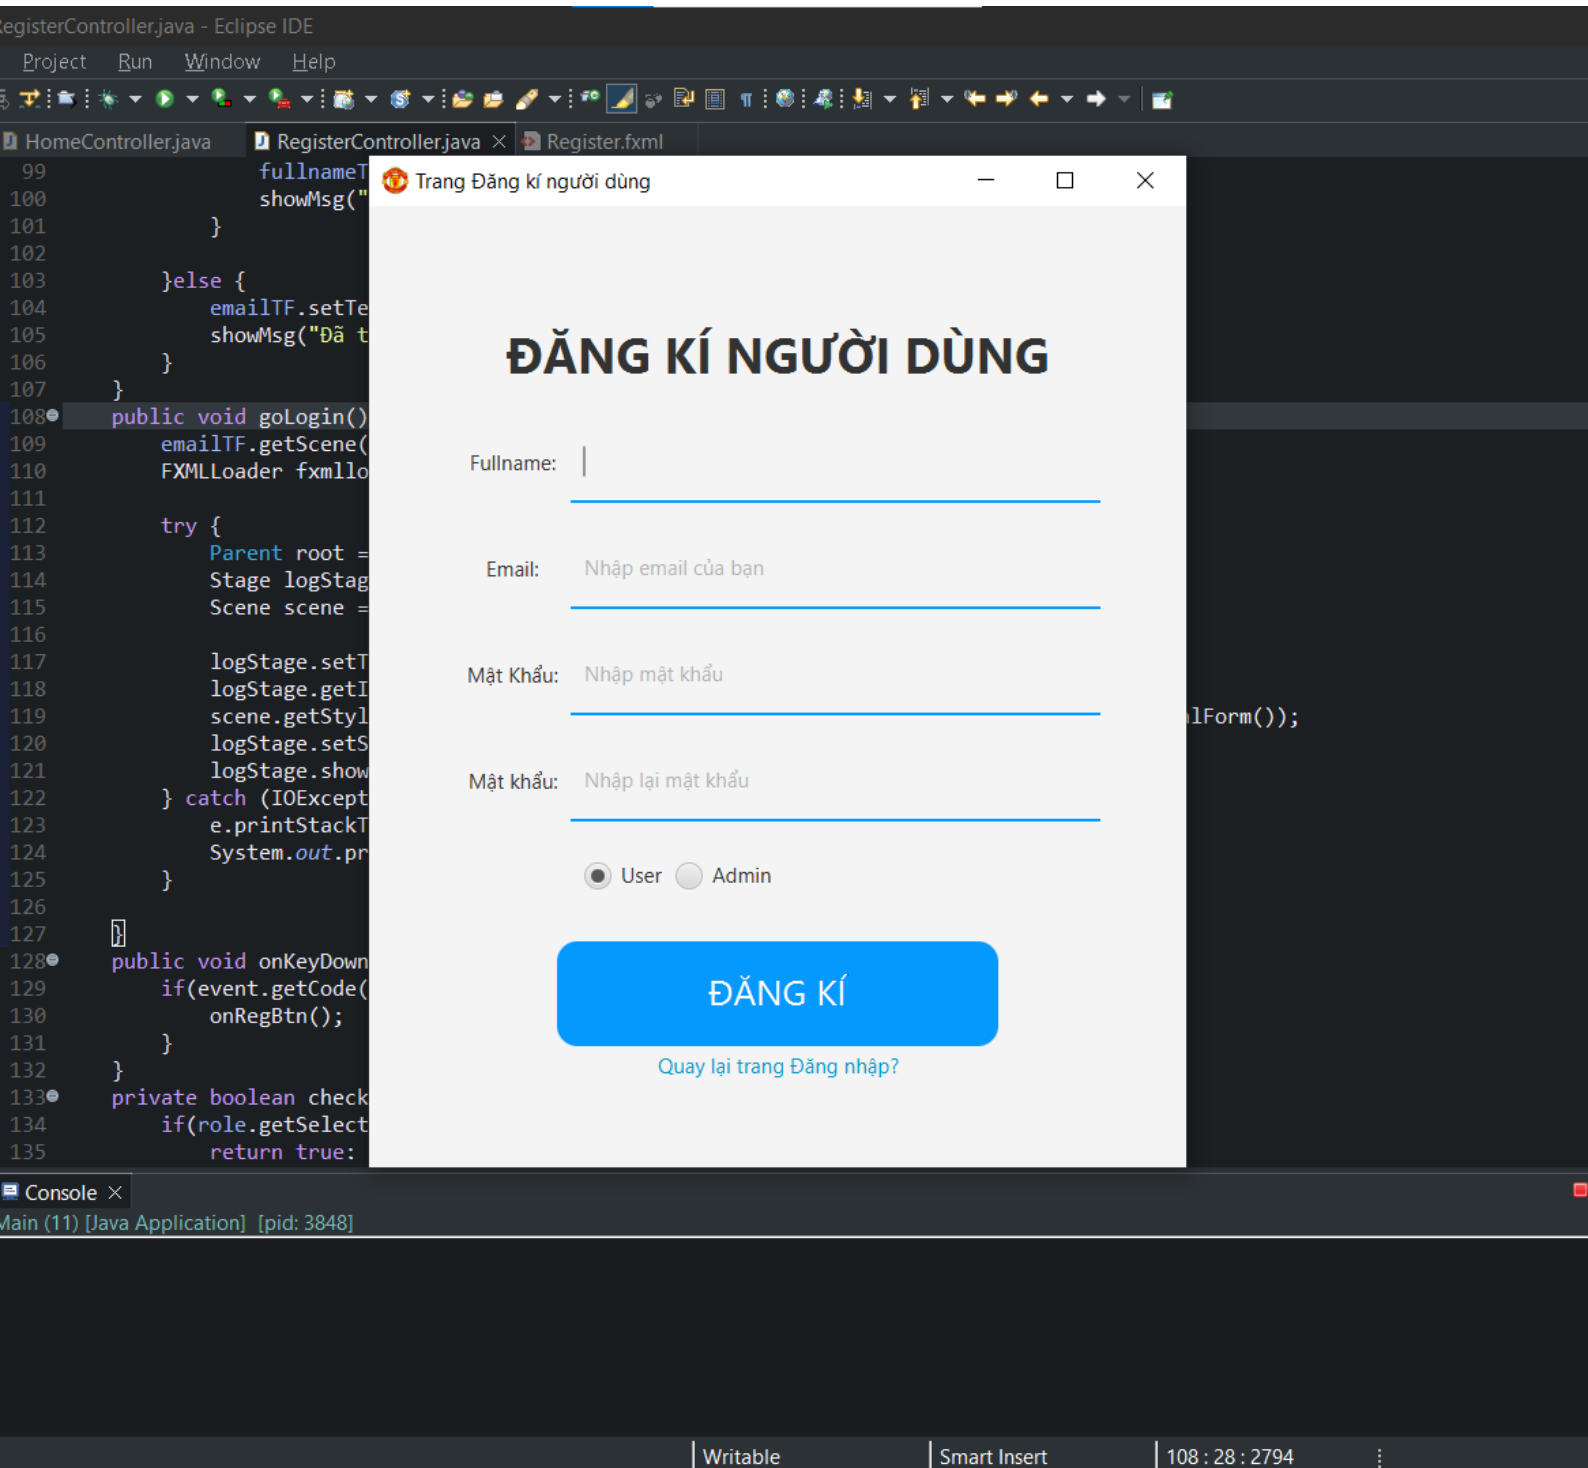 RegisterController.java - Eclipse IDE
Project Run Window Help
HomeController.java RegisterController.java Register.fxml
99 fullnameT
100 showMsg("
101 }
102
103 }else {
104 emailTF.setTe
105 showMsg("Đã t
106 }
107 }
108 public void goLogin()
109 emailTF.getScene(
110 FXMLLoader fxmllo
111
112 try {
113 Parent root =
114 Stage logStag
115 Scene scene =
116
117 logStage.setT
118 logStage.getI
119 scene.getStyl lForm());
120 logStage.setS
121 logStage.show
122 } catch (IOExcept
123 e.printStackT
124 System.out.pr
125 }
126
127 }
128 public void onKeyDown
129 if(event.getCode(
130 onRegBtn();
131 }
132 }
133 private boolean check
134 if(role.getSelect
135 return true:
Trang Đăng kí người dùng
ĐĂNG KÍ NGƯỜI DÙNG
Fullname:
Email: Nhập email của bạn
Mật Khẩu: Nhập mật khẩu
Mật khẩu: Nhập lại mật khẩu
User Admin
ĐĂNG KÍ
Quay lại trang Đăng nhập?
Console
Main (11) [Java Application] [pid: 3848]
Writable Smart Insert 108 : 28 : 2794